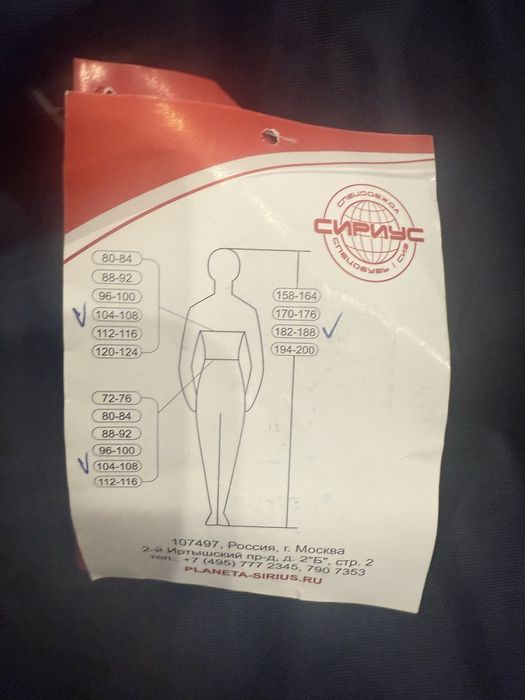 СПЕЦОДЕЖДА
СИРИУС
СПЕЦОБУВЬ | СИЗ
80-84
88-92
96-100
104-108
112-116
120-124
158-164
170-176
182-188
194-200
72-76
80-84
88-92
96-100
104-108
112-116
107497, Россия, г. Москва
2-й Иртышский пр-д, д. 2"Б", стр. 2
тел.: +7 (495) 777 2345, 790 7353
PLANETA-SIRIUS.RU